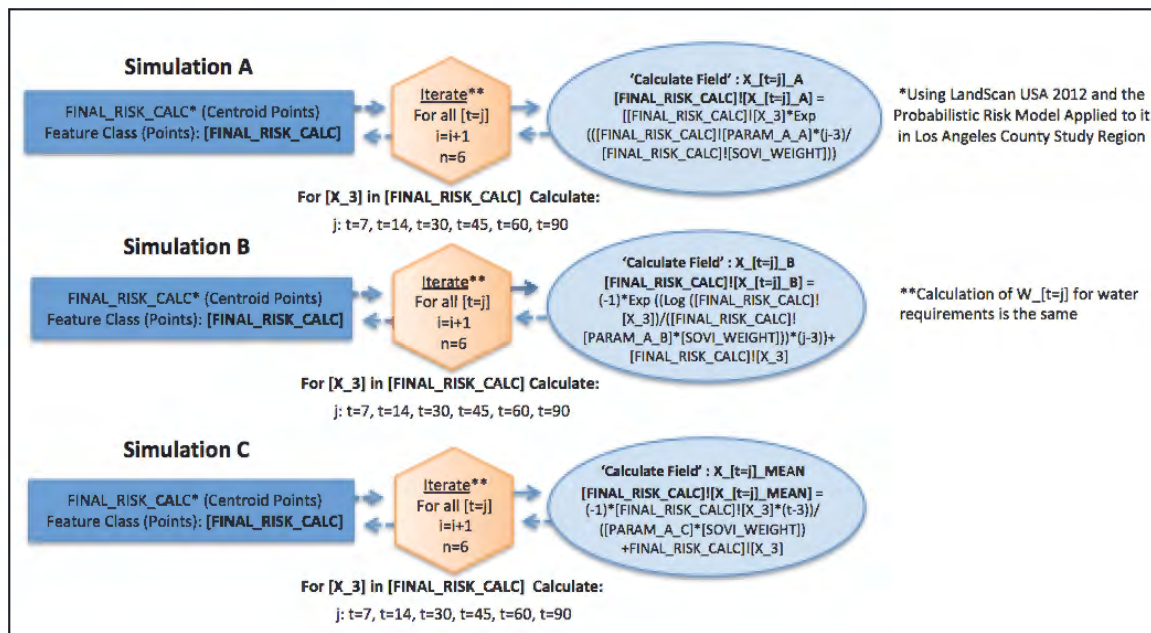 Simulation A
FINAL_RISK_CALC* (Centroid Points)
Feature Class (Points): [FINAL_RISK_CALC]
Iterate**
For all [t=j]
i=i+1
n=6
'Calculate Field' : X_[t=j]_A
[FINAL_RISK_CALC]![X_[t=j]_A] =
[[FINAL_RISK_CALC]![X_3]*Exp
(([FINAL_RISK_CALC]![PARAM_A_A]*(j-3)/
[FINAL_RISK_CALC]![SOVI_WEIGHT]))
*Using LandScan USA 2012 and the
Probabilistic Risk Model Applied to it
in Los Angeles County Study Region
For [X_3] in [FINAL_RISK_CALC] Calculate:
j: t=7, t=14, t=30, t=45, t=60, t=90
Simulation B
FINAL_RISK_CALC* (Centroid Points)
Feature Class (Points): [FINAL_RISK_CALC]
Iterate**
For all [t=j]
i=i+1
n=6
'Calculate Field' : X_[t=j]_B
[FINAL_RISK_CALC]![X_[t=j]_B] =
(-1)*Exp ((Log ([FINAL_RISK_CALC]!
[X_3])/([FINAL_RISK_CALC]!
[PARAM_A_B]*[SOVI_WEIGHT]))*(j-3))+
[FINAL_RISK_CALC]![X_3]
**Calculation of W_[t=j] for water
requirements is the same
For [X_3] in [FINAL_RISK_CALC] Calculate:
j: t=7, t=14, t=30, t=45, t=60, t=90
Simulation C
FINAL_RISK_CALC* (Centroid Points)
Feature Class (Points): [FINAL_RISK_CALC]
Iterate**
For all [t=j]
i=i+1
n=6
'Calculate Field' : X_[t=j]_MEAN
[FINAL_RISK_CALC]![X_[t=j]_MEAN] =
(-1)*[FINAL_RISK_CALC]![X_3]*(t-3))/
([PARAM_A_C]*[SOVI_WEIGHT])
+FINAL_RISK_CALC]![X_3]
For [X_3] in [FINAL_RISK_CALC] Calculate:
j: t=7, t=14, t=30, t=45, t=60, t=90